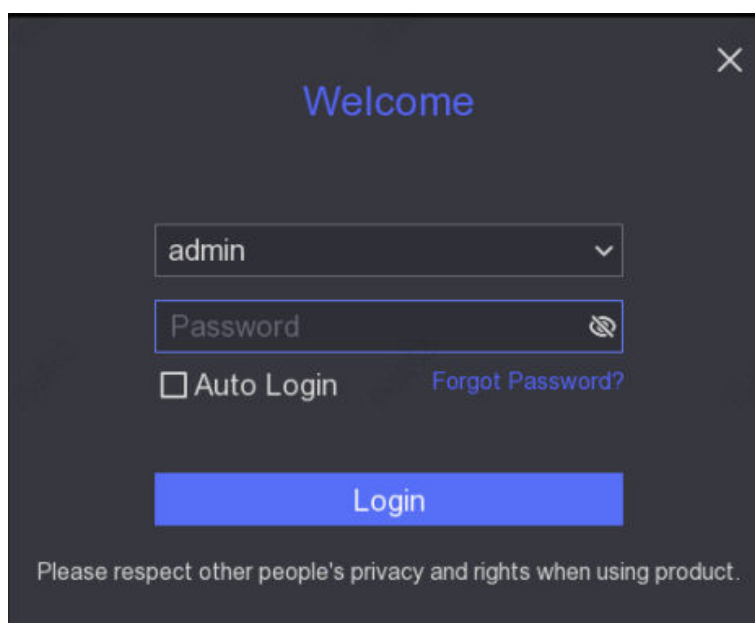 Welcome
admin
Password
Auto Login Forgot Password?
Login
Please respect other people's privacy and rights when using product.